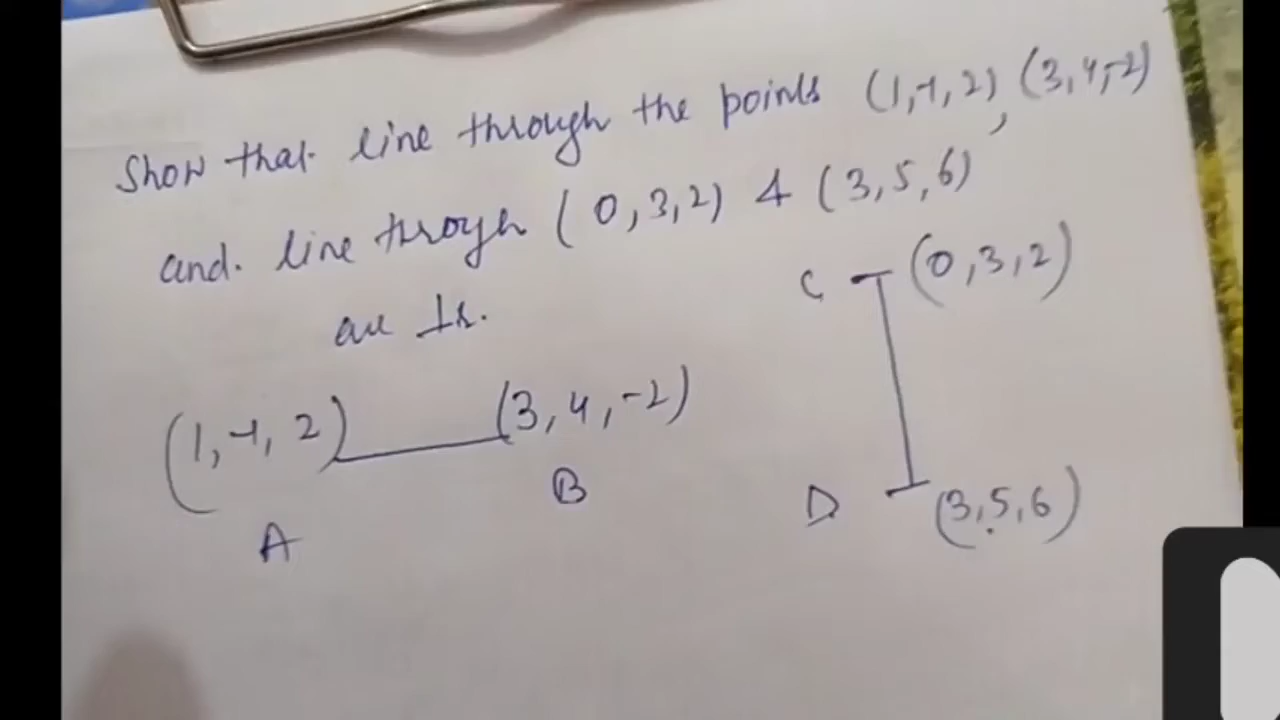 Show that line through the points (1,-1,2), (3,4,-2)
and. line through (0,3,2) & (3,5,6)
are ⊥r.
C (0,3,2)
(1,-1, 2) (3,4,-2)
A B
D (3,5,6)